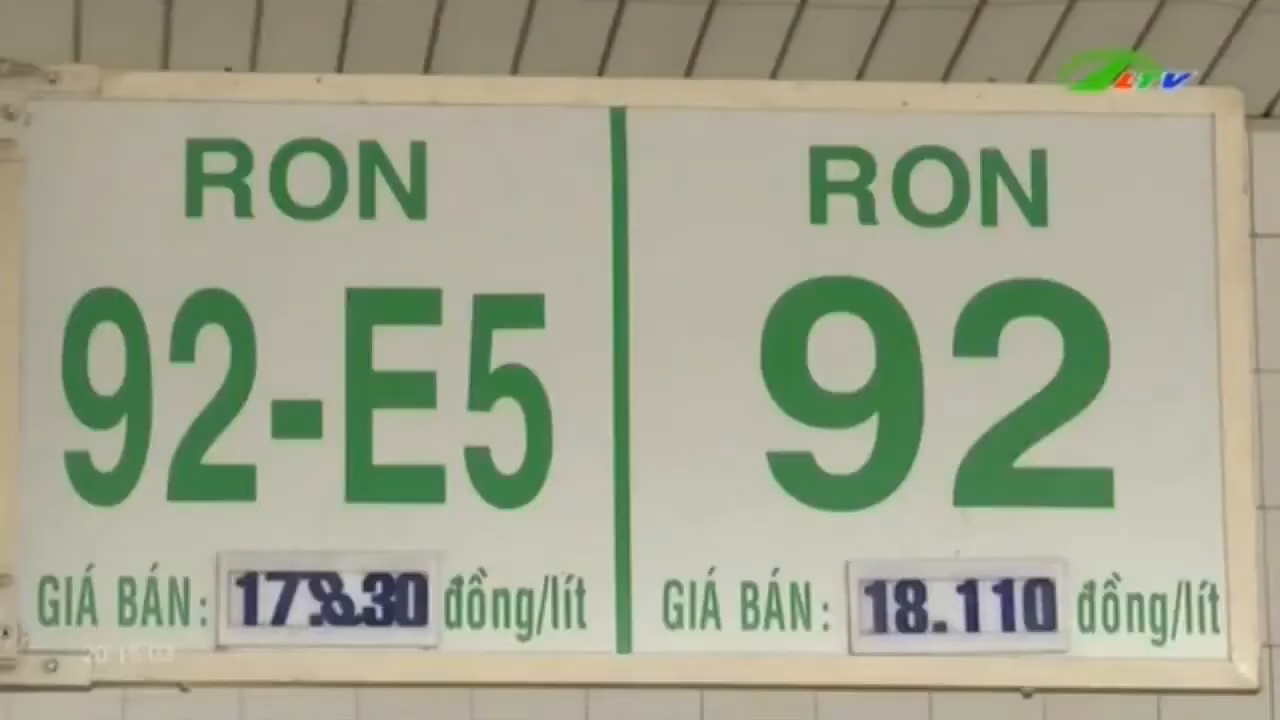 LTV
RON
92-E5
GIÁ BÁN: đồng/lít
RON
92
GIÁ BÁN: 18.110 đồng/lít